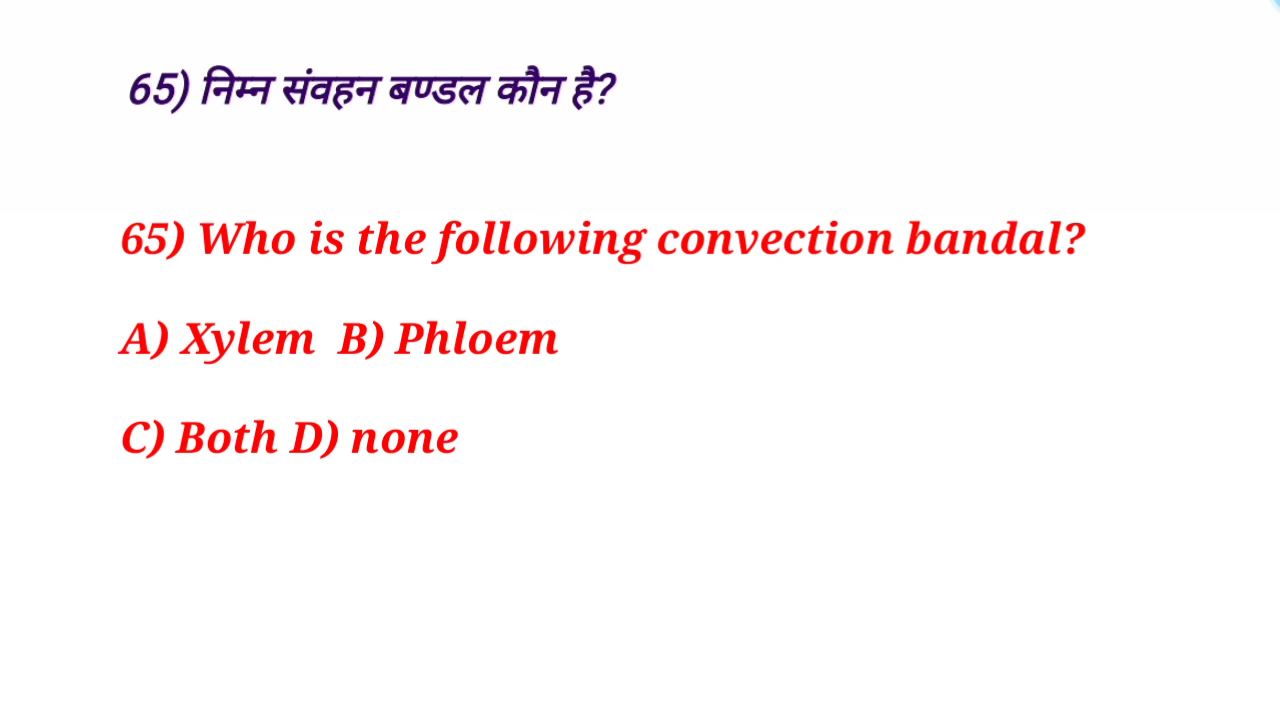 65) निम्न संवहन बण्डल कौन है?
65) Who is the following convection bandal?
A) Xylem B) Phloem
C) Both D) none